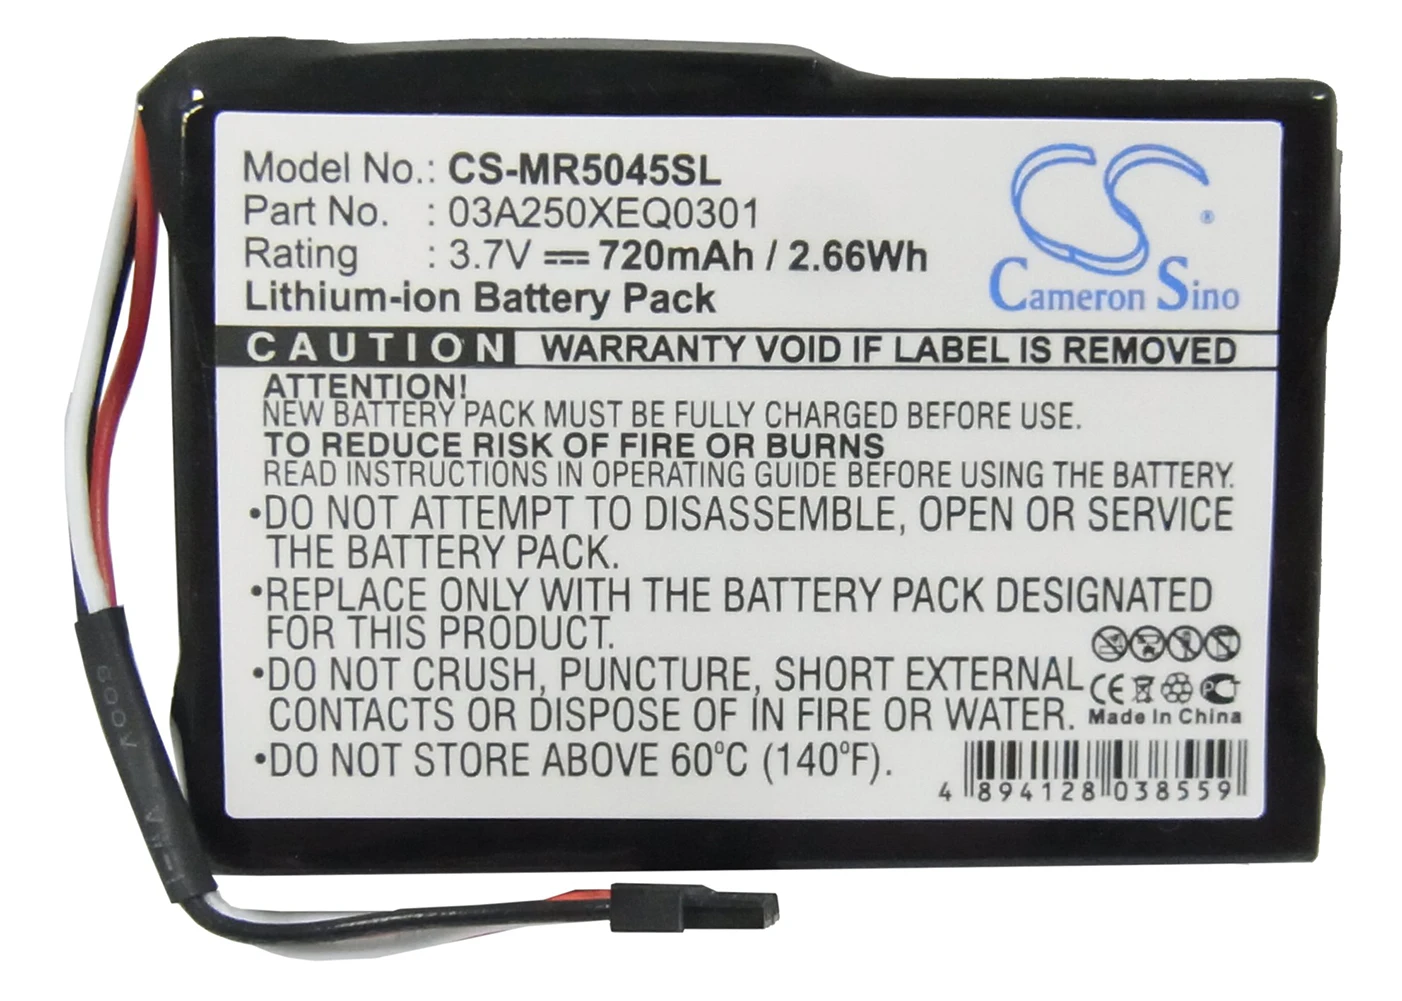 Model No.: CS-MR5045SL
Part No. : 03A250XEQ0301
Rating : 3.7V 720mAh / 2.66Wh
Lithium-ion Battery Pack
CS ®
Cameron Sino
CAUTION WARRANTY VOID IF LABEL IS REMOVED
ATTENTION!
NEW BATTERY PACK MUST BE FULLY CHARGED BEFORE USE.
TO REDUCE RISK OF FIRE OR BURNS
READ INSTRUCTIONS IN OPERATING GUIDE BEFORE USING THE BATTERY.
•DO NOT ATTEMPT TO DISASSEMBLE, OPEN OR SERVICE
THE BATTERY PACK.
•REPLACE ONLY WITH THE BATTERY PACK DESIGNATED
FOR THIS PRODUCT.
•DO NOT CRUSH, PUNCTURE, SHORT EXTERNAL
CONTACTS OR DISPOSE OF IN FIRE OR WATER.
•DO NOT STORE ABOVE 60°C (140°F).
CE
Made In China
4 894128 038559
600V